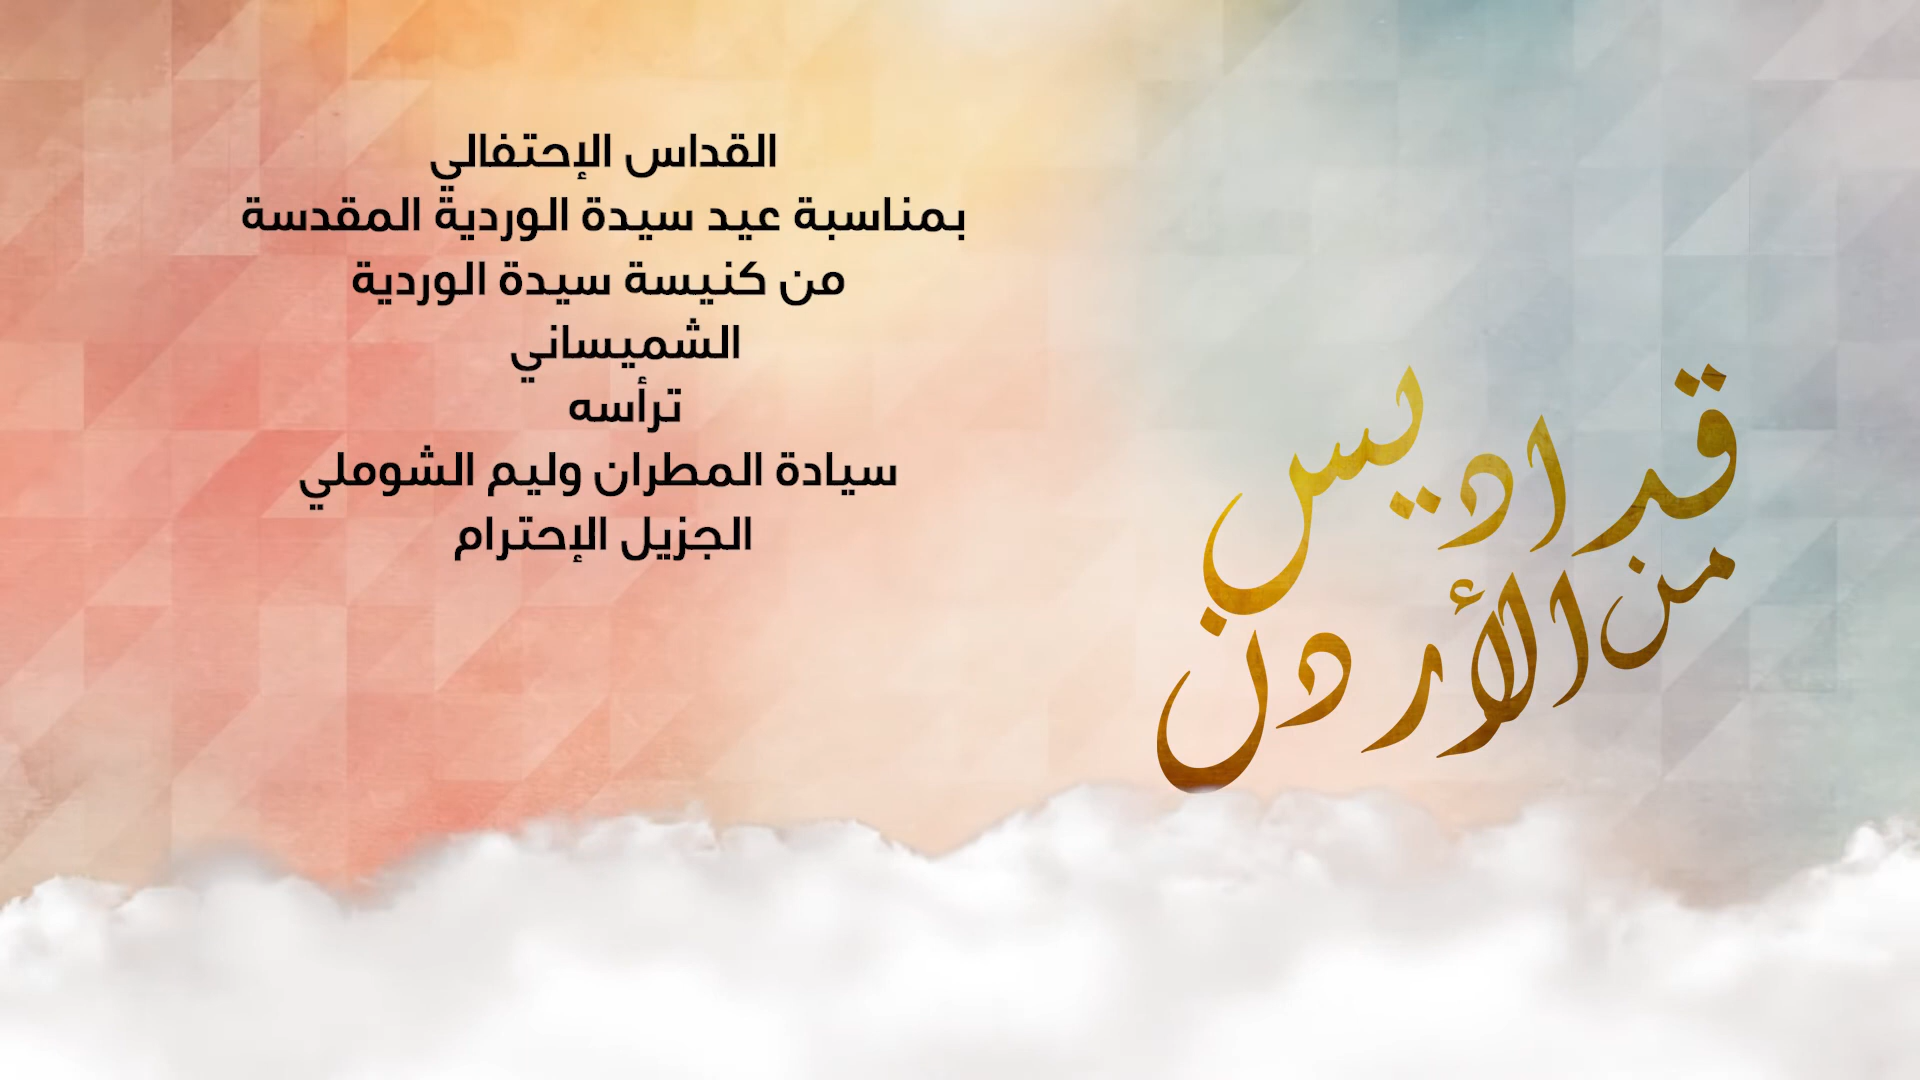 القداس الإحتفالي
بمناسبة عيد سيدة الوردية المقدسة
من كنيسة سيدة الوردية
الشميساني
ترأسه
سيادة المطران وليم الشوملي
الجزيل الإحترام
قداديس
من الأردن